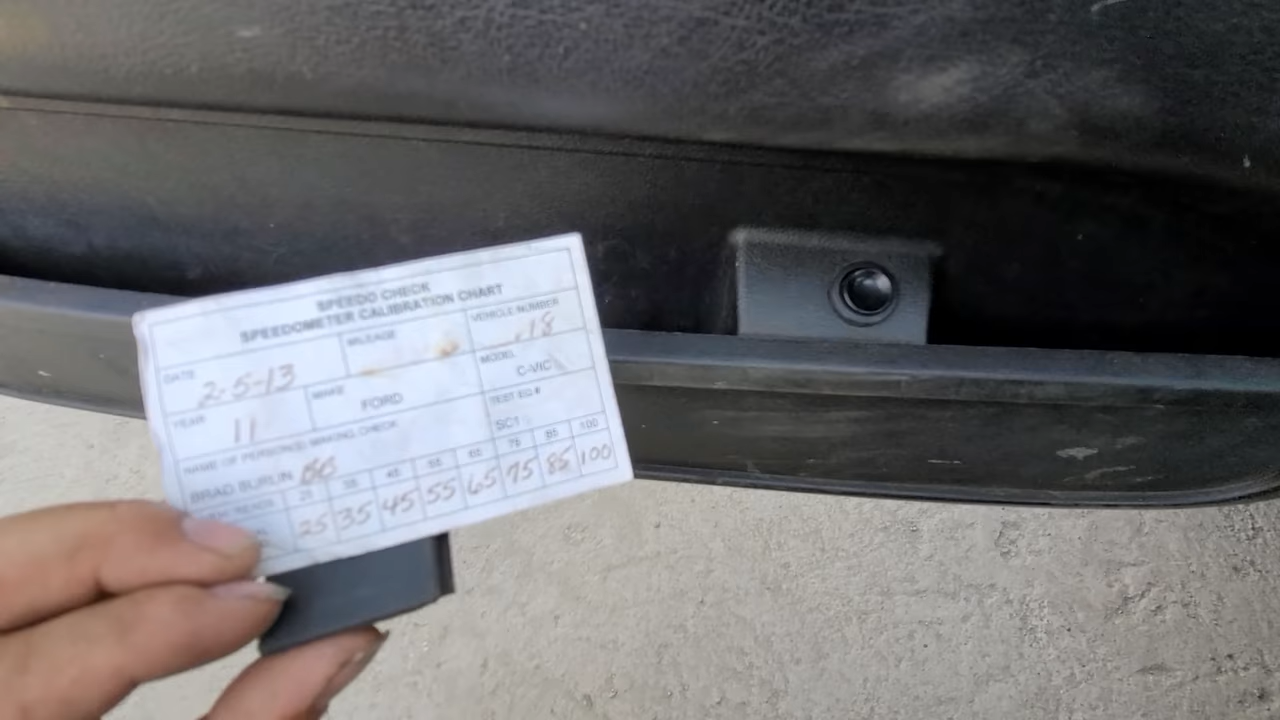 SPEEDO CHECK
SPEEDOMETER CALIBRATION CHART
DATE 2-5-13 MILEAGE VEHICLE NUMBER 18
YEAR 11 MAKE FORD MODEL C-VIC
NAME OF PERSON(S) MAKING CHECK TEST EQ.#
BRAD BURLIN SC1
25 35 45 55 65 75 85 100
25 35 45 55 65 75 85 100